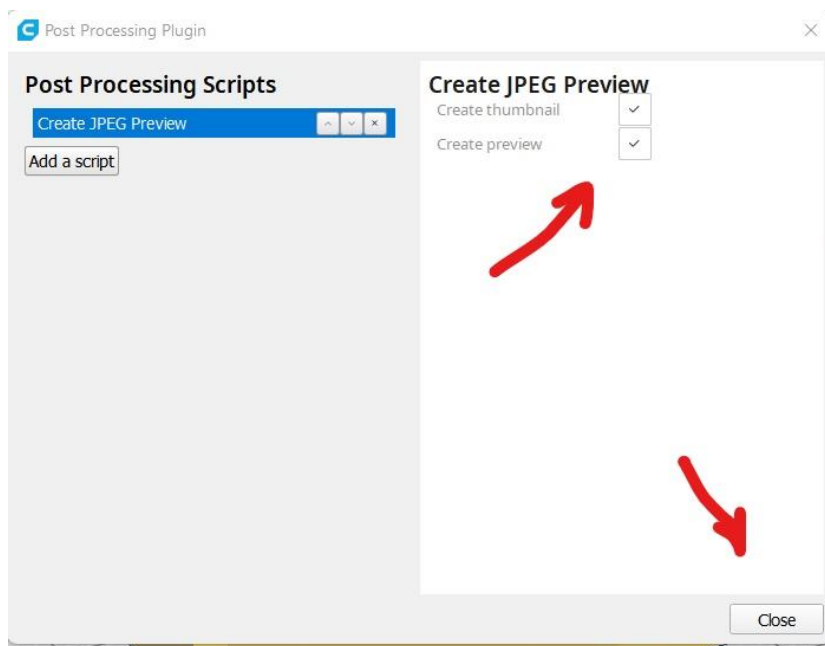 Post Processing Plugin
Post Processing Scripts
Create JPEG Preview
Add a script
Create JPEG Preview
Create thumbnail
Create preview
Close